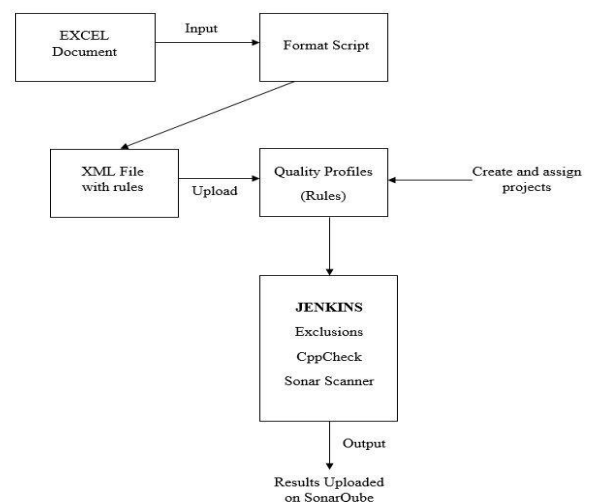 EXCEL
Document
Input
Format Script
XML File
with rules
Upload
Quality Profiles
(Rules)
Create and assign
projects
JENKINS
Exclusions
CppCheck
Sonar Scanner
Output
Results Uploaded
on SonarQube